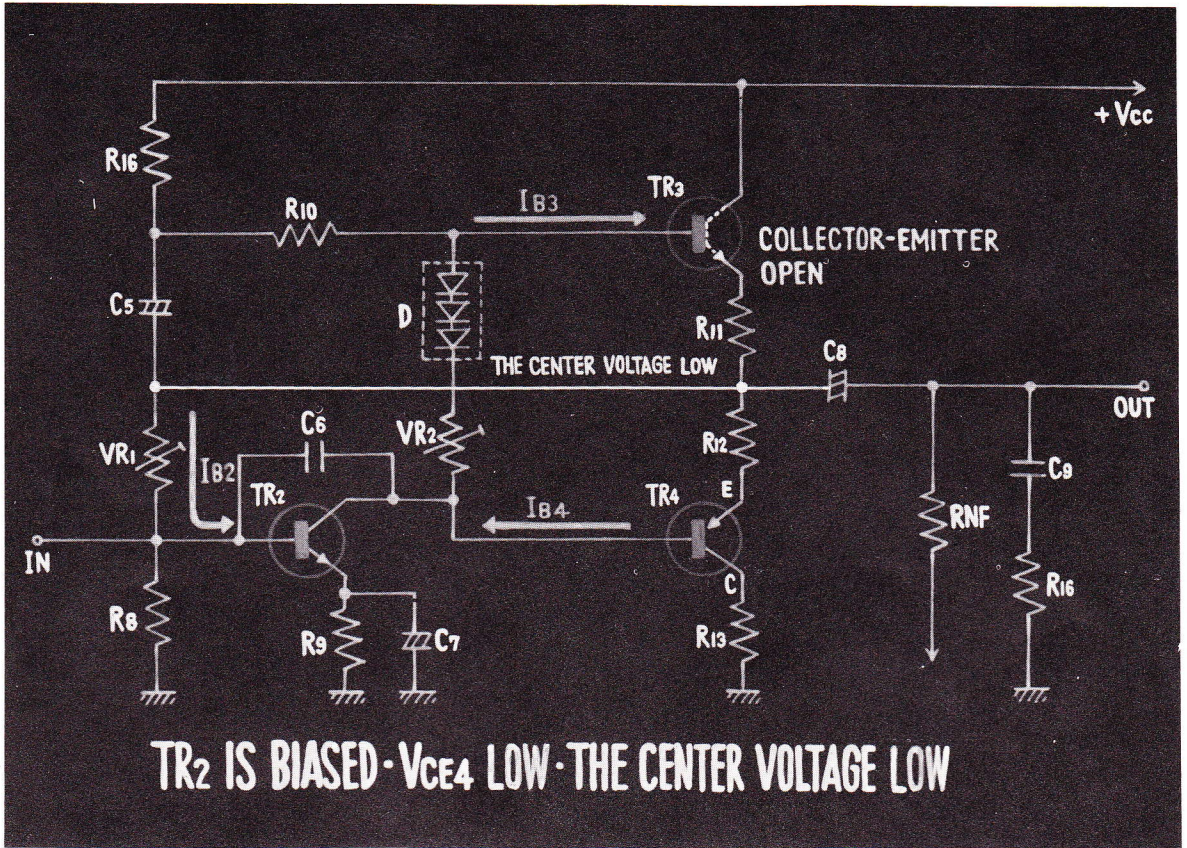 + Vcc
R16
TR3
IB3
R10
COLLECTOR-EMITTER
OPEN
C5
D
R11
THE CENTER VOLTAGE LOW
C8
OUT
C6
VR2
R12
VR1
IB2
TR2
TR4
E
C9
IB4
RNF
IN
C
R16
R8
R9
C7
R13
TR2 IS BIASED·VCE4 LOW·THE CENTER VOLTAGE LOW